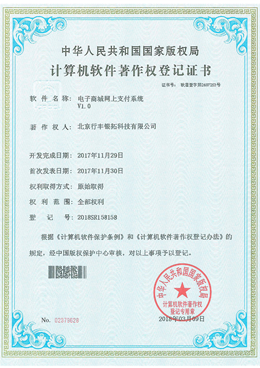 中华人民共和国国家版权局
计算机软件著作权登记证书
证书号： 软著登字第2497221号
软件名称： 电子商城网上支付系统
V1.0
著作权人： 北京行丰银拓科技有限公司
开发完成日期： 2017年11月29日
首次发表日期： 2017年11月30日
权利取得方式： 原始取得
权利范围： 全部权利
登记号： 2018SR158158
根据《计算机软件保护条例》和《计算机软件著作权登记办法》的
规定，经中国版权保护中心审核，对以上事项予以登记。
中华人民共和国国家版权局
计算机软件著作权
登记专用章
No. 02379628
2018年03月09日